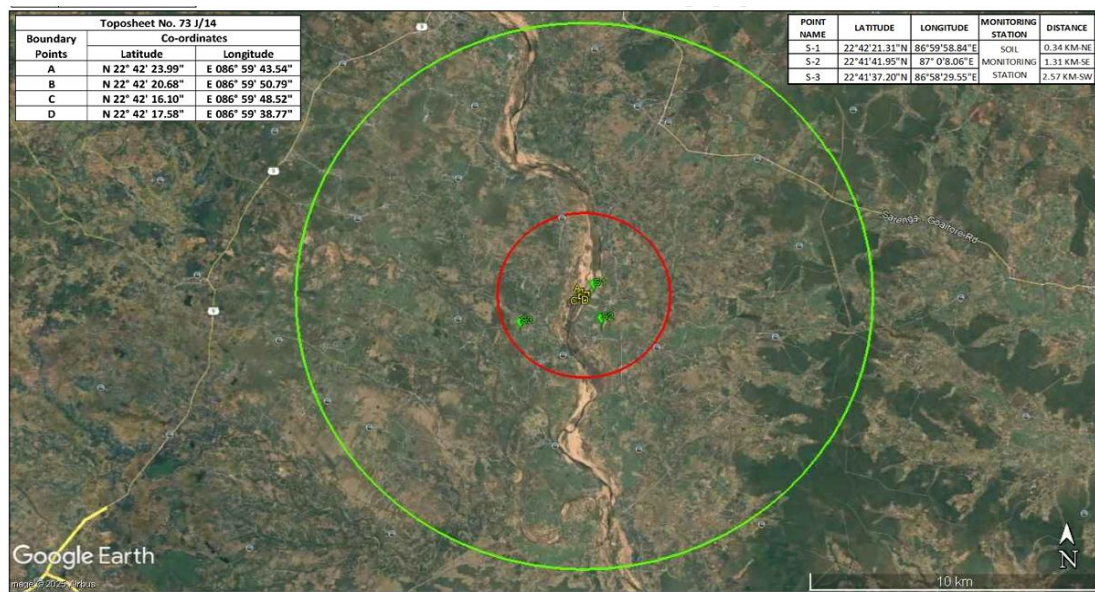 Toposheet No. 73 J/14
Boundary Points Co-ordinates
Latitude Longitude
A N 22° 42' 23.99" E 086° 59' 43.54"
B N 22° 42' 20.68" E 086° 59' 50.79"
C N 22° 42' 16.10" E 086° 59' 48.52"
D N 22° 42' 17.58" E 086° 59' 38.77"
POINT NAME LATITUDE LONGITUDE MONITORING STATION DISTANCE
S-1 22°42'21.31"N 86°59'58.84"E SOIL MONITORING STATION 0.34 KM-NE
S-2 22°41'41.95"N 87° 0'8.06"E 1.31 KM-SE
S-3 22°41'37.20"N 86°58'29.55"E 2.57 KM-SW
A
C D
S2
Google Earth
2025 Airbus
N
10 km